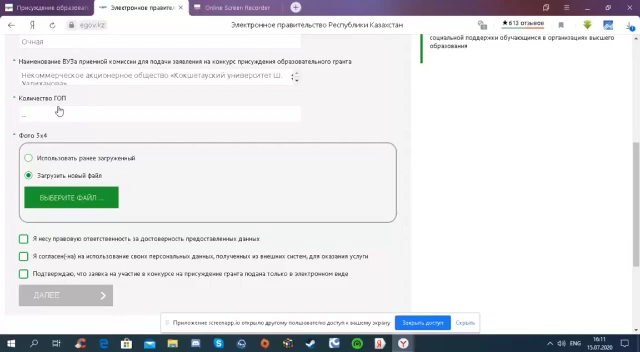 Присуждение образован
Электронное правительс
Online Screen Recorder
egov.kz
Электронное правительство Республики Казахстан
★ 613 отзывов
Очная
* Наименование ВУЗа приемной комиссии для подачи заявления на конкурс присуждения образовательного гранта
Некоммерческое акционерное общество «Кокшетауский университет Ш.
Уалиханова»
* Количество ГОП
...
* Фото 3х4
Использовать ранее загруженный
Загрузить новый файл
ВЫБЕРИТЕ ФАЙЛ ...
Я несу правовую ответственность за достоверность предоставленных данных
Я согласен(-на) на использование своих персональных данных, полученных из внешних систем, для оказания услуги
Подтверждаю, что заявка на участие в конкурсе на присуждение гранта подана только в электронном виде
ДАЛЕЕ
социальной поддержки обучающимся в организациях высшего
образования
Приложение screenapp.io открыло другому пользователю доступ к вашему экрану.
Закрыть доступ
Скрыть
ENG
16:11
15.07.2020